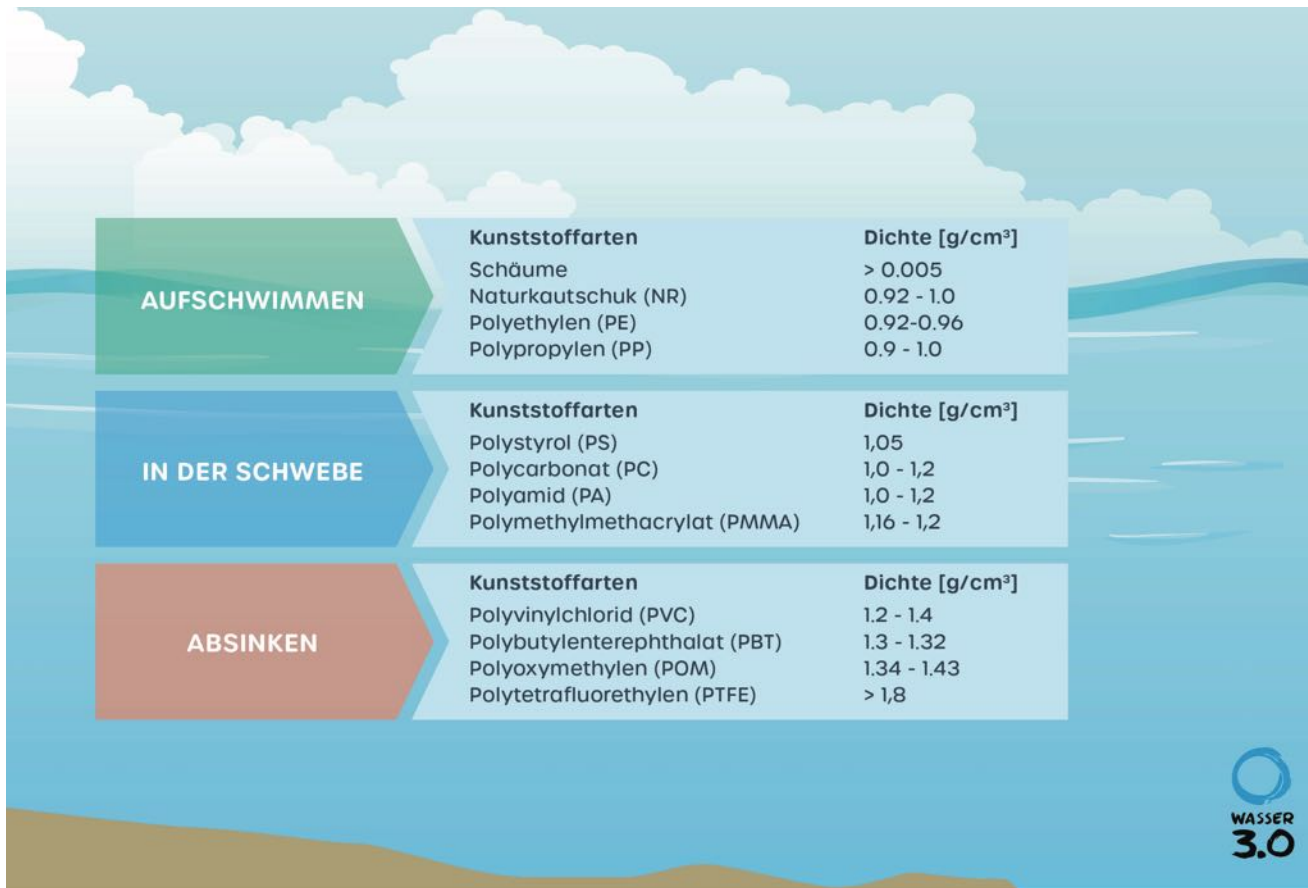 AUFSCHWIMMEN
Kunststoffarten Dichte [g/cm³]
Schäume > 0.005
Naturkautschuk (NR) 0.92 - 1.0
Polyethylen (PE) 0.92-0.96
Polypropylen (PP) 0.9 - 1.0
IN DER SCHWEBE
Kunststoffarten Dichte [g/cm³]
Polystyrol (PS) 1,05
Polycarbonat (PC) 1,0 - 1,2
Polyamid (PA) 1,0 - 1,2
Polymethylmethacrylat (PMMA) 1,16 - 1,2
ABSINKEN
Kunststoffarten Dichte [g/cm³]
Polyvinylchlorid (PVC) 1.2 - 1.4
Polybutylenterephthalat (PBT) 1.3 - 1.32
Polyoxymethylen (POM) 1.34 - 1.43
Polytetrafluorethylen (PTFE) > 1,8
WASSER
3.0